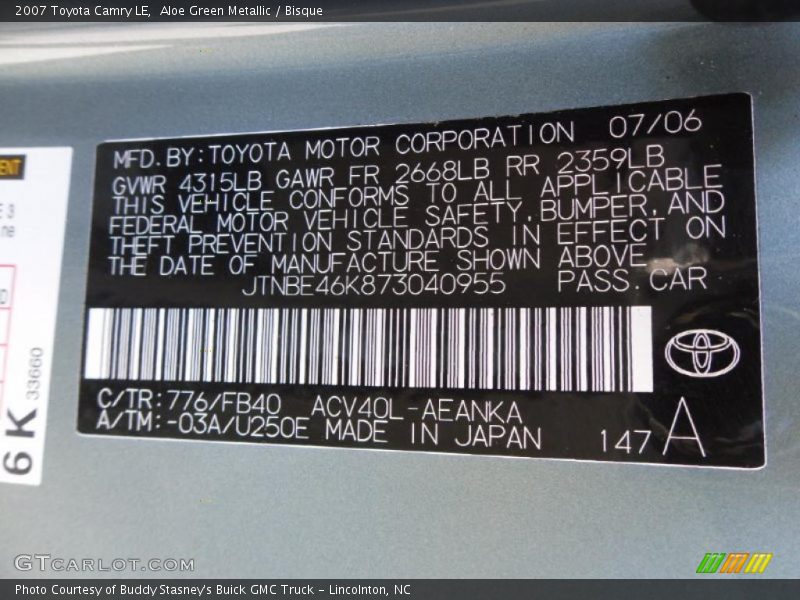 2007 Toyota Camry LE, Aloe Green Metallic / Bisque
MFD.BY:TOYOTA MOTOR CORPORATION 07/06
GVWR 4315LB GAWR FR 2668LB RR 2359LB
THIS VEHICLE CONFORMS TO ALL APPLICABLE
FEDERAL MOTOR VEHICLE SAFETY,BUMPER,AND
THEFT PREVENTION STANDARDS IN EFFECT ON
THE DATE OF MANUFACTURE SHOWN ABOVE
JTNBE46K873040955 PASS.CAR
C/TR:776/FB40 ACV40L-AEANKA
A/TM:-03A/U250E MADE IN JAPAN 147 A
6K 33660
GTCARLOT.COM
Photo Courtesy of Buddy Stasney's Buick GMC Truck - Lincolnton, NC